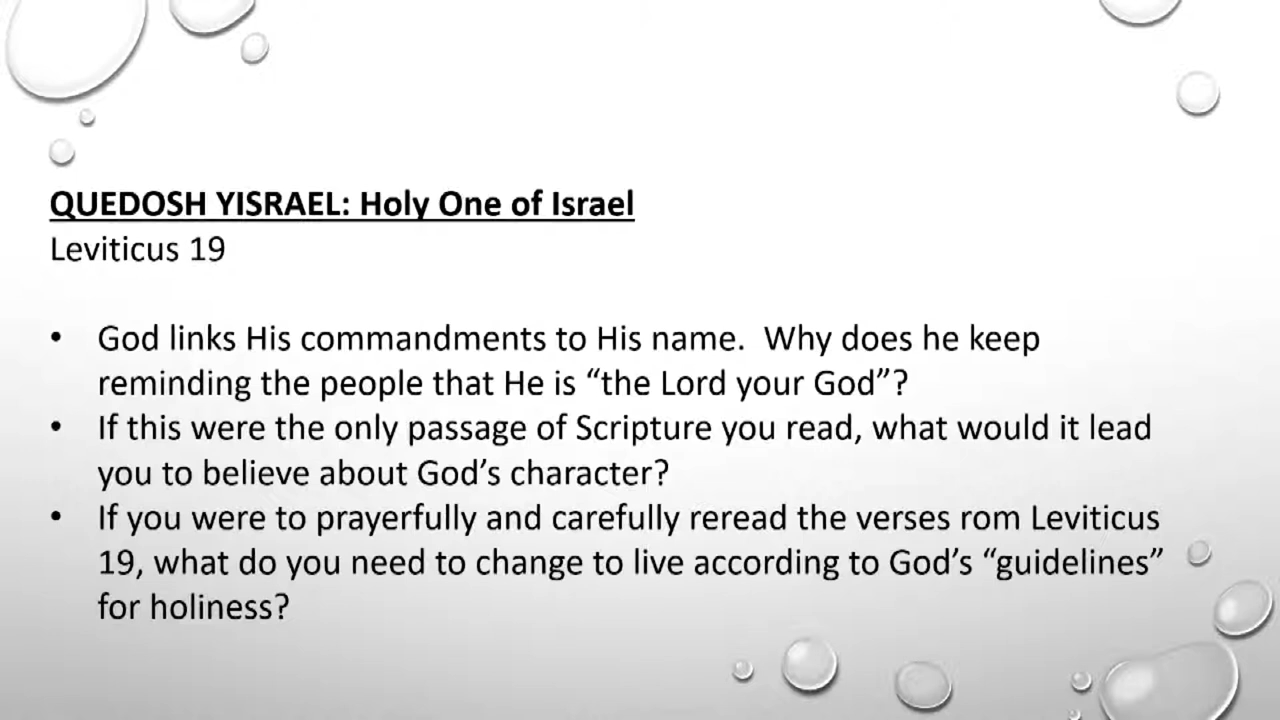 QUEDOSH YISRAEL: Holy One of Israel
Leviticus 19
• God links His commandments to His name.  Why does he keep
reminding the people that He is “the Lord your God”?
• If this were the only passage of Scripture you read, what would it lead
you to believe about God’s character?
• If you were to prayerfully and carefully reread the verses rom Leviticus
19, what do you need to change to live according to God’s “guidelines”
for holiness?